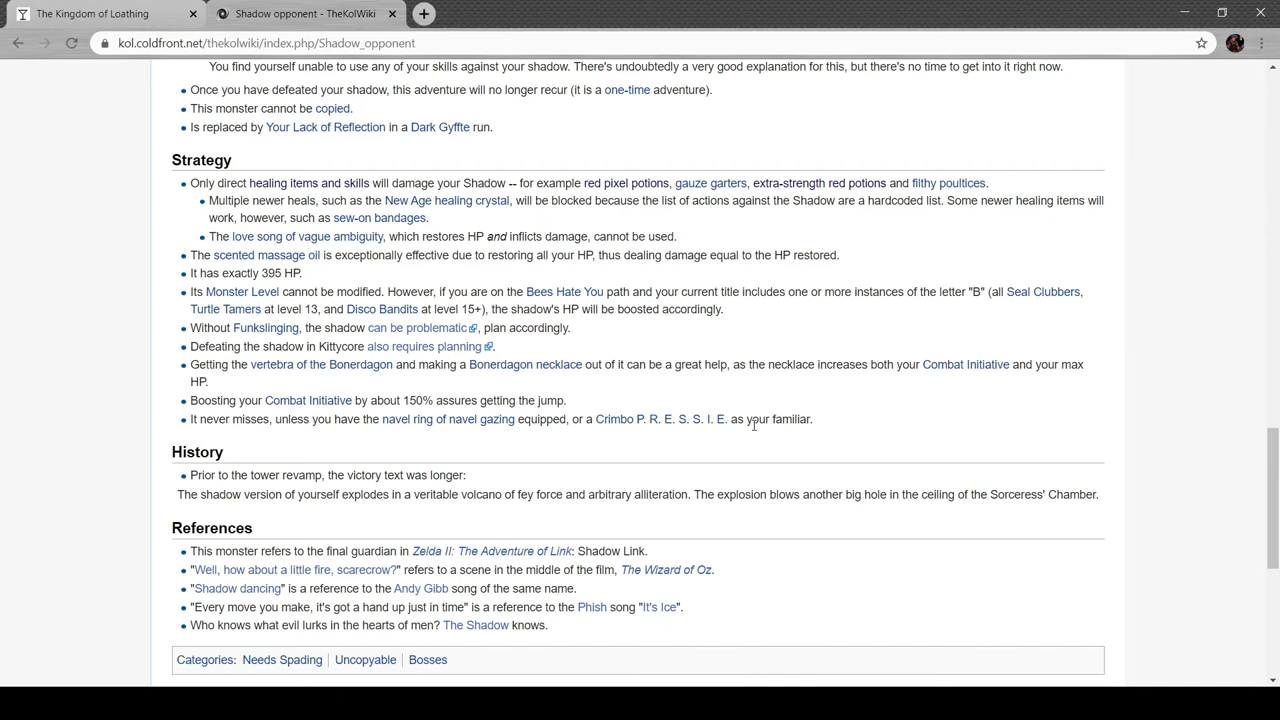 The Kingdom of Loathing
Shadow opponent - TheKolWiki
kol.coldfront.net/thekolwiki/index.php/Shadow_opponent
You find yourself unable to use any of your skills against your shadow. There's undoubtedly a very good explanation for this, but there's no time to get into it right now.
Once you have defeated your shadow, this adventure will no longer recur (it is a one-time adventure).
This monster cannot be copied.
Is replaced by Your Lack of Reflection in a Dark Gyffte run.
Strategy
Only direct healing items and skills will damage your Shadow -- for example red pixel potions, gauze garters, extra-strength red potions and filthy poultices.
Multiple newer heals, such as the New Age healing crystal, will be blocked because the list of actions against the Shadow are a hardcoded list. Some newer healing items will
work, however, such as sew-on bandages.
The love song of vague ambiguity, which restores HP and inflicts damage, cannot be used.
The scented massage oil is exceptionally effective due to restoring all your HP, thus dealing damage equal to the HP restored.
It has exactly 395 HP.
Its Monster Level cannot be modified. However, if you are on the Bees Hate You path and your current title includes one or more instances of the letter "B" (all Seal Clubbers,
Turtle Tamers at level 13, and Disco Bandits at level 15+), the shadow's HP will be boosted accordingly.
Without Funkslinging, the shadow can be problematic, plan accordingly.
Defeating the shadow in Kittycore also requires planning.
Getting the vertebra of the Bonerdagon and making a Bonerdagon necklace out of it can be a great help, as the necklace increases both your Combat Initiative and your max
HP.
Boosting your Combat Initiative by about 150% assures getting the jump.
It never misses, unless you have the navel ring of navel gazing equipped, or a Crimbo P. R. E. S. S. I. E. as your familiar.
History
Prior to the tower revamp, the victory text was longer:
The shadow version of yourself explodes in a veritable volcano of fey force and arbitrary alliteration. The explosion blows another big hole in the ceiling of the Sorceress' Chamber.
References
This monster refers to the final guardian in Zelda II: The Adventure of Link: Shadow Link.
"Well, how about a little fire, scarecrow?" refers to a scene in the middle of the film, The Wizard of Oz.
"Shadow dancing" is a reference to the Andy Gibb song of the same name.
"Every move you make, it's got a hand up just in time" is a reference to the Phish song "It's Ice".
Who knows what evil lurks in the hearts of men? The Shadow knows.
Categories: Needs Spading | Uncopyable | Bosses